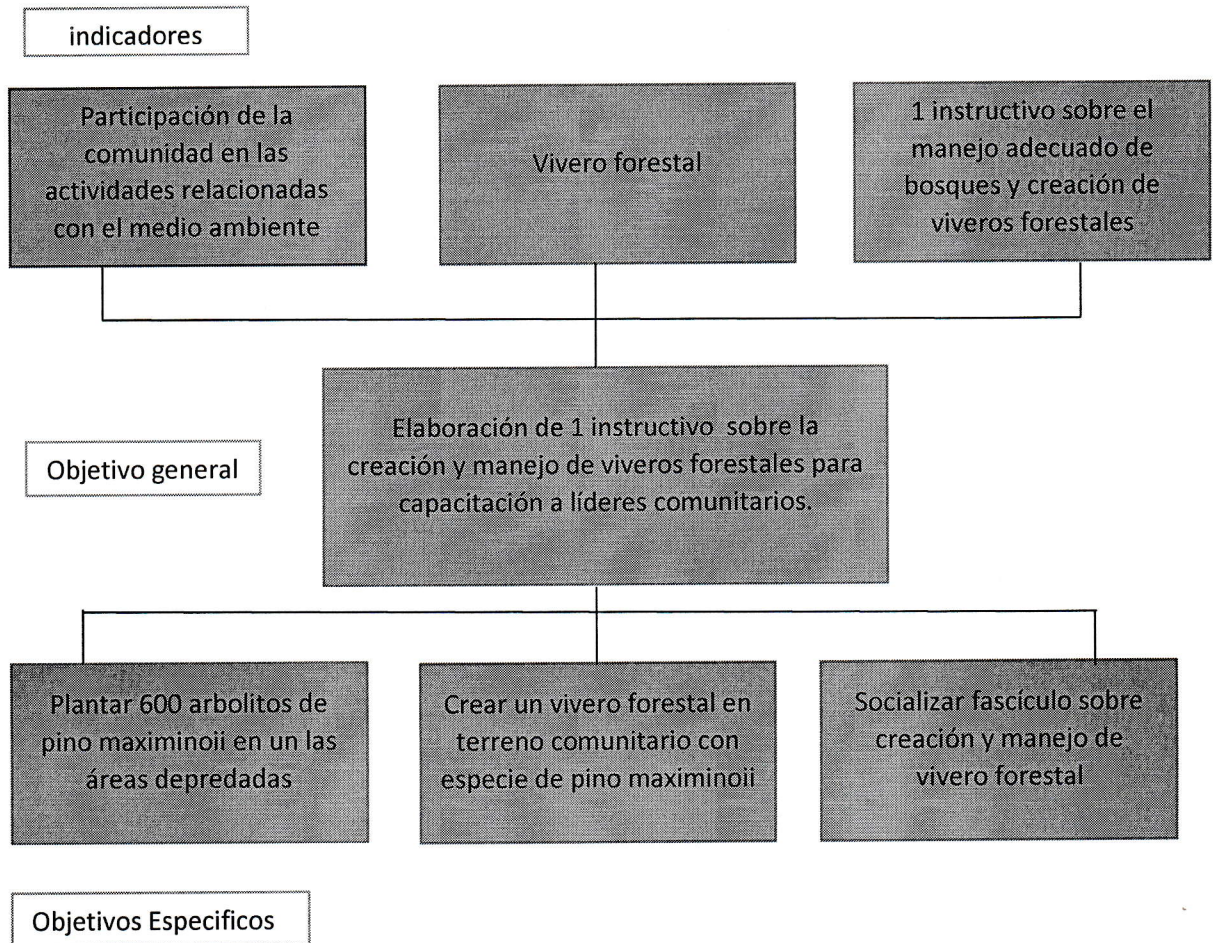 indicadores
Participación de la
comunidad en las
actividades relacionadas
con el medio ambiente
Vivero forestal
1 instructivo sobre el
manejo adecuado de
bosques y creación de
viveros forestales
Objetivo general
Elaboración de 1 instructivo sobre la
creación y manejo de viveros forestales para
capacitación a líderes comunitarios.
Plantar 600 arbolitos de
pino maximinoii en un las
áreas depredadas
Crear un vivero forestal en
terreno comunitario con
especie de pino maximinoii
Socializar fascículo sobre
creación y manejo de
vivero forestal
Objetivos Especificos